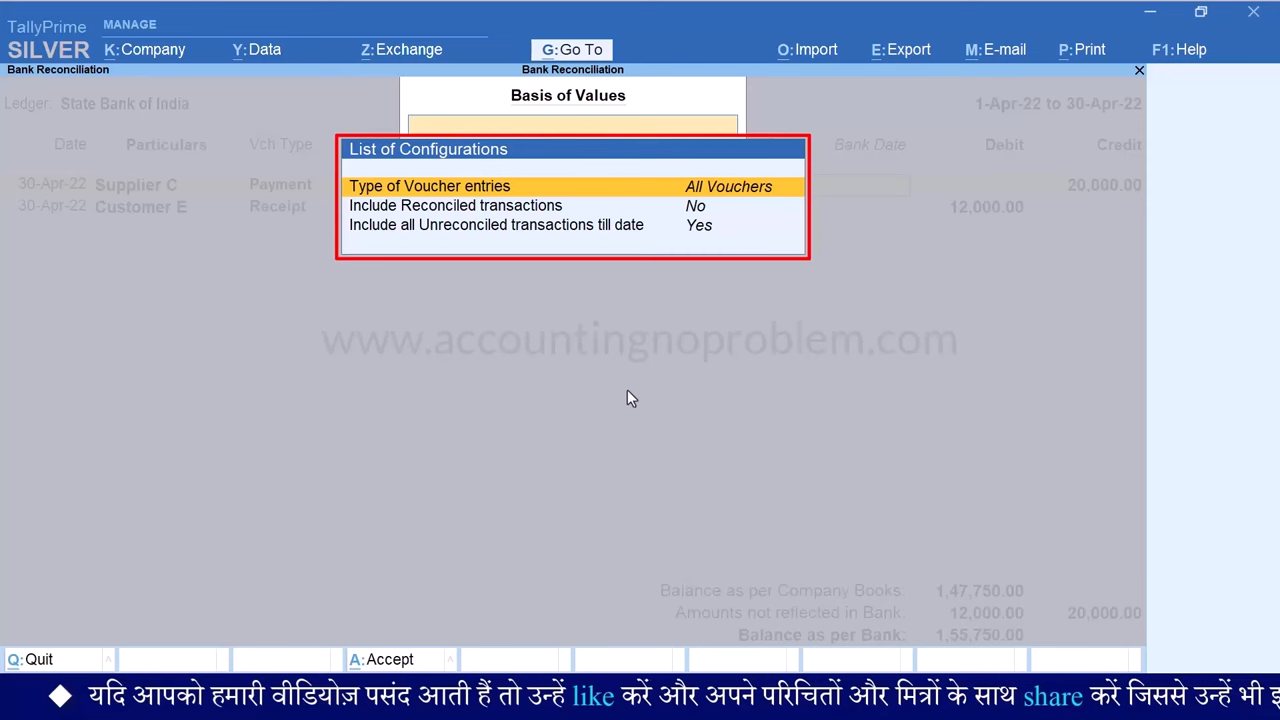 TallyPrime MANAGE
SILVER K:Company Y:Data Z:Exchange G:Go To O:Import E:Export M:E-mail P:Print F1:Help
Bank Reconciliation Bank Reconciliation
Basis of Values
Ledger: State Bank of India 1-Apr-22 to 30-Apr-22
Date Particulars Vch Type Bank Date Debit Credit
List of Configurations
30-Apr-22 Supplier C Payment 20,000.00
Type of Voucher entries All Vouchers
30-Apr-22 Customer E Receipt 12,000.00
Include Reconciled transactions No
Include all Unreconciled transactions till date Yes
www.accountingnoproblem.com
Balance as per Company Books: 1,47,750.00
Amounts not reflected in Bank: 12,000.00 20,000.00
Balance as per Bank: 1,55,750.00
Q:Quit A:Accept
यदि आपको हमारी वीडियोज़ पसंद आती हैं तो उन्हें like करें और अपने परिचितों और मित्रों के साथ share करें जिससे उन्हें भी